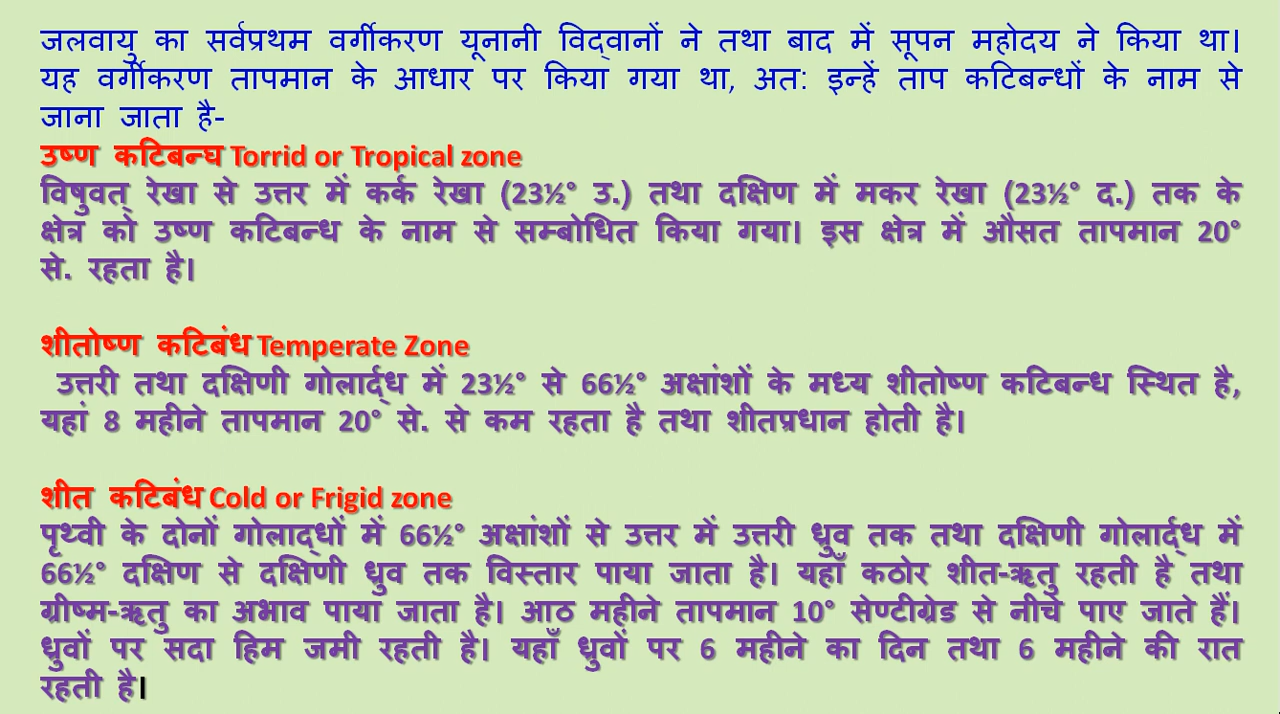 जलवायु का सर्वप्रथम वर्गीकरण यूनानी विद्वानों ने तथा बाद में सूपन महोदय ने किया था।
यह वर्गीकरण तापमान के आधार पर किया गया था, अत: इन्हें ताप कटिबन्धों के नाम से
जाना जाता है-
उष्ण कटिबन्घ Torrid or Tropical zone
विषुवत् रेखा से उत्तर में कर्क रेखा (23½° उ.) तथा दक्षिण में मकर रेखा (23½° द.) तक के
क्षेत्र को उष्ण कटिबन्ध के नाम से सम्बोधित किया गया। इस क्षेत्र में औसत तापमान 20°
से. रहता है।
शीतोष्ण कटिबंध Temperate Zone
उत्तरी तथा दक्षिणी गोलार्द्ध में 23½° से 66½° अक्षांशों के मध्य शीतोष्ण कटिबन्ध स्थित है,
यहां 8 महीने तापमान 20° से. से कम रहता है तथा शीतप्रधान होती है।
शीत कटिबंध Cold or Frigid zone
पृथ्वी के दोनों गोलाद्धों में 66½° अक्षांशों से उत्तर में उत्तरी ध्रुव तक तथा दक्षिणी गोलार्द्ध में
66½° दक्षिण से दक्षिणी ध्रुव तक विस्तार पाया जाता है। यहाँ कठोर शीत-ऋतु रहती है तथा
ग्रीष्म-ऋतु का अभाव पाया जाता है। आठ महीने तापमान 10° सेण्टीग्रेड से नीचे पाए जाते हैं।
ध्रुवों पर सदा हिम जमी रहती है। यहाँ ध्रुवों पर 6 महीने का दिन तथा 6 महीने की रात
रहती है।